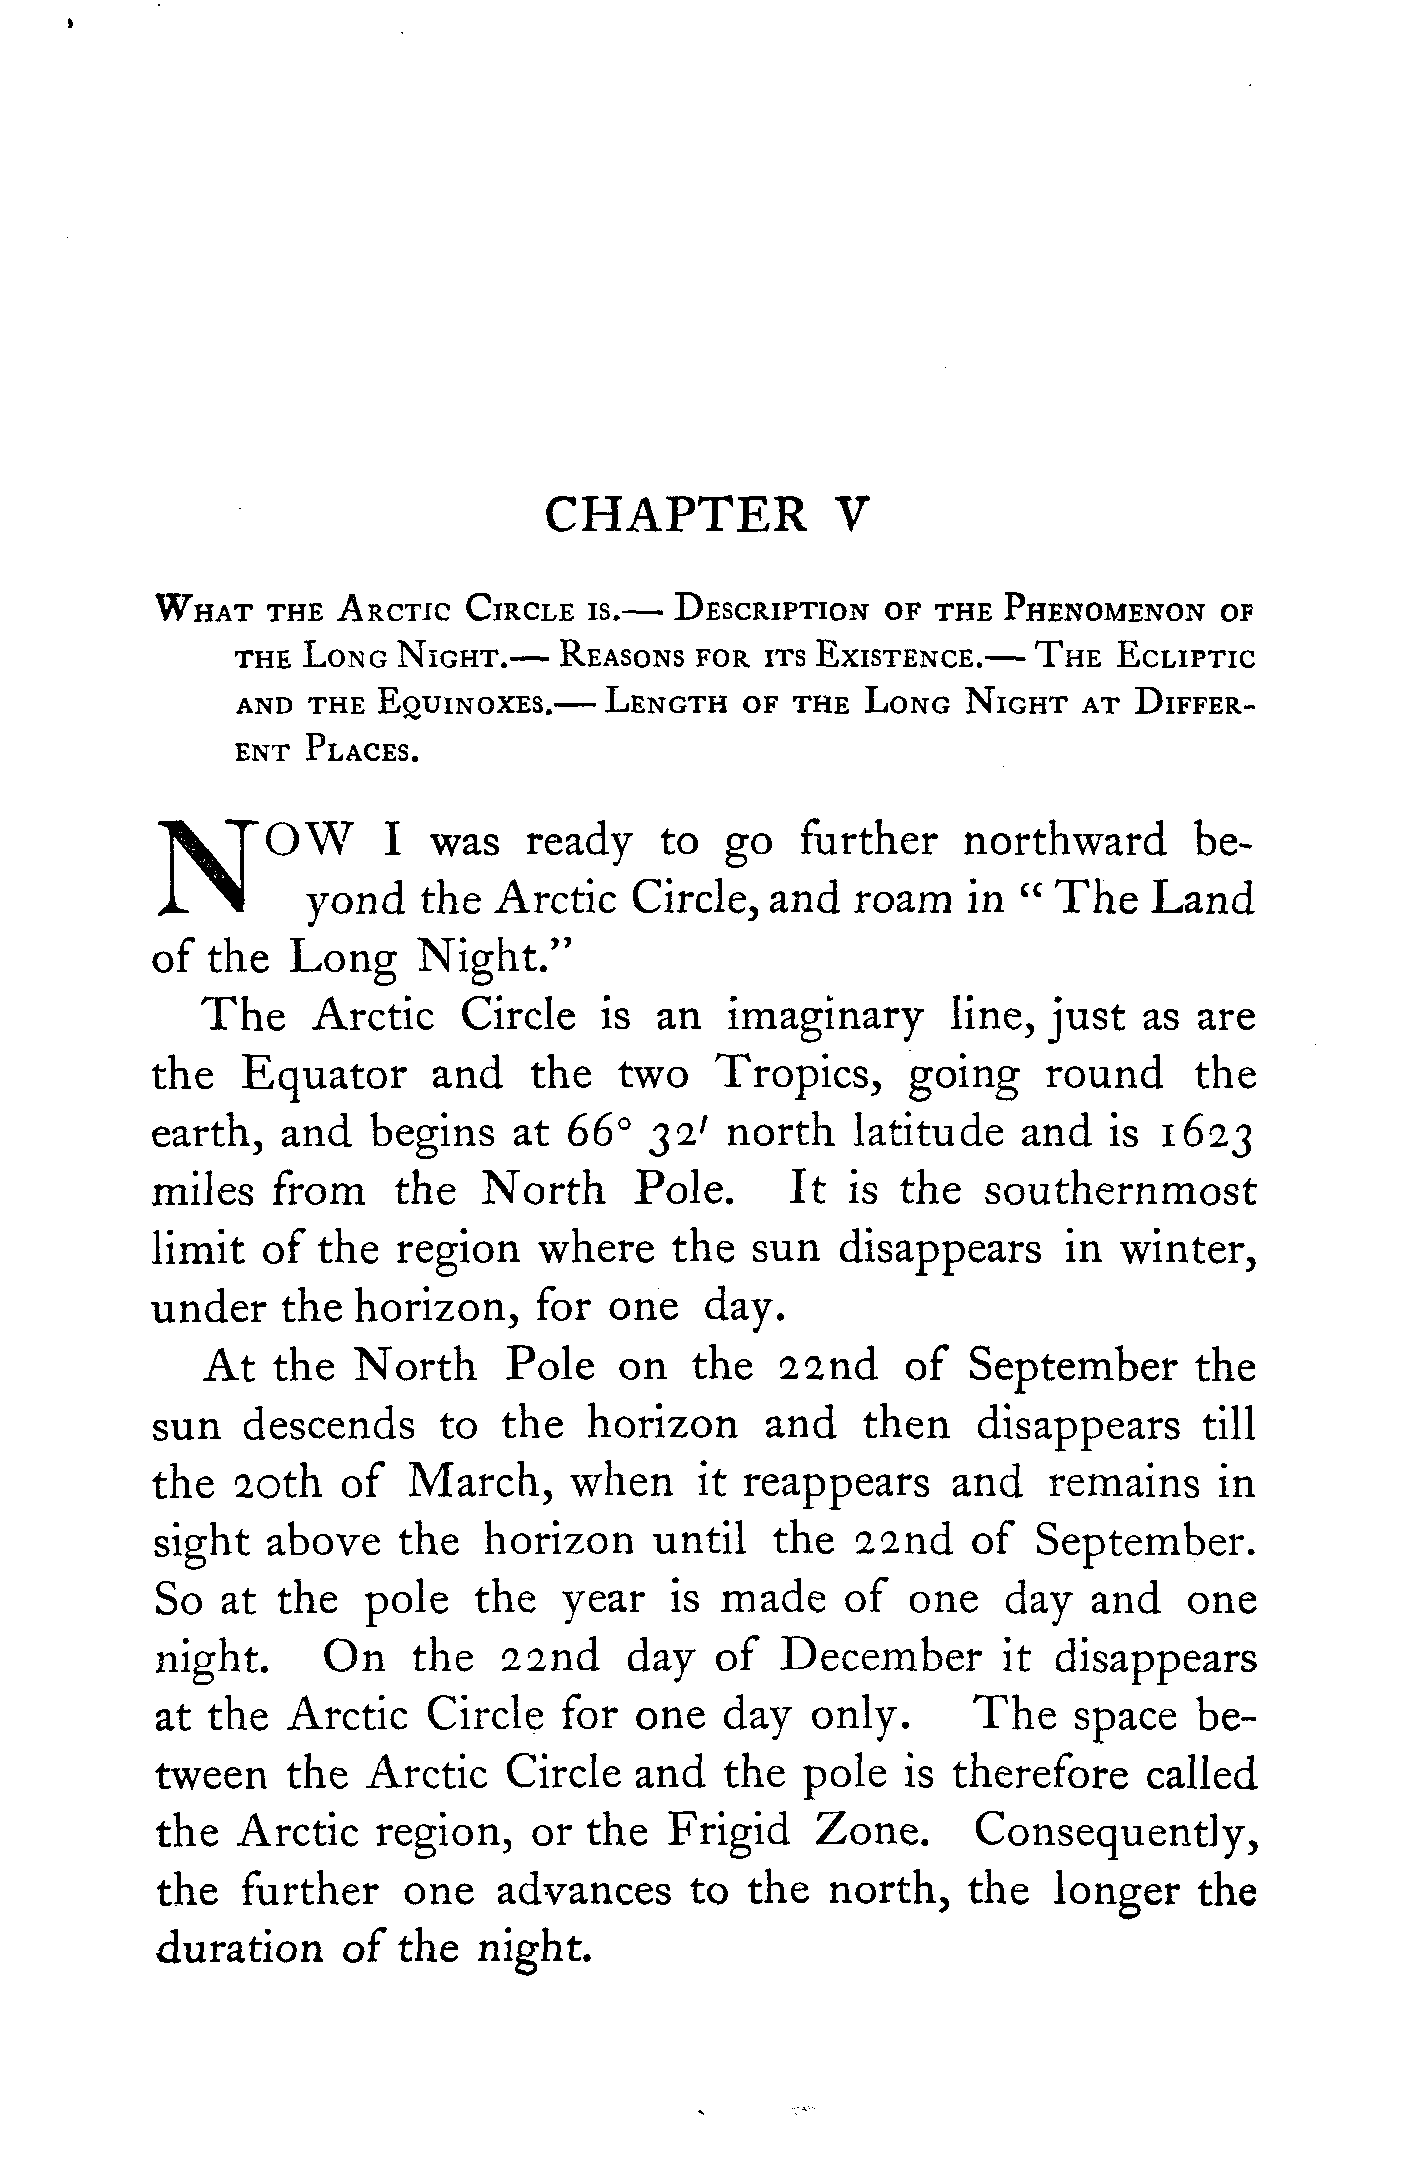 CHAPTER V
What the Arctic Circle is.— Description of the Phenomenon of
the Long Night.— Reasons for its Existence.— The Ecliptic
and the Equinoxes.— Length of the Long Night at Differ-
ent Places.
NOW I was ready to go further northward be-
yond the Arctic Circle, and roam in “ The Land
of the Long Night.”
The Arctic Circle is an imaginary line, just as are
the Equator and the two Tropics, going round the
earth, and begins at 66° 32′ north latitude and is 1623
miles from the North Pole. It is the southernmost
limit of the region where the sun disappears in winter,
under the horizon, for one day.
At the North Pole on the 22nd of September the
sun descends to the horizon and then disappears till
the 20th of March, when it reappears and remains in
sight above the horizon until the 22nd of September.
So at the pole the year is made of one day and one
night. On the 22nd day of December it disappears
at the Arctic Circle for one day only. The space be-
tween the Arctic Circle and the pole is therefore called
the Arctic region, or the Frigid Zone. Consequently,
the further one advances to the north, the longer the
duration of the night.